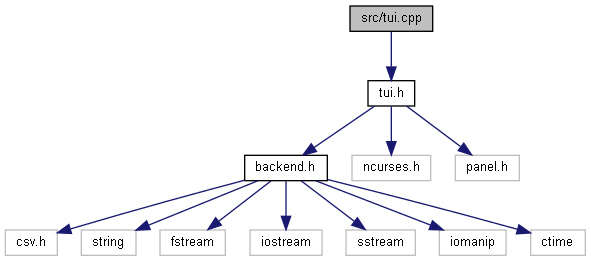 src/tui.cpp
tui.h
backend.h
ncurses.h
panel.h
csv.h
string
fstream
iostream
sstream
iomanip
ctime